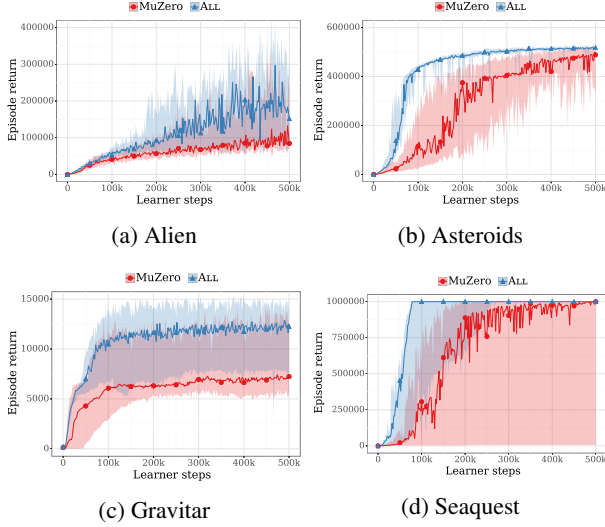 MuZero ALL
Episode return
400000
300000
200000
100000
0
0 100k 200k 300k 400k 500k
Learner steps
(a) Alien
MuZero ALL
Episode return
600000
400000
200000
0
0 100k 200k 300k 400k 500k
Learner steps
(b) Asteroids
MuZero ALL
Episode return
15000
10000
5000
0
0 100k 200k 300k 400k 500k
Learner steps
(c) Gravitar
MuZero ALL
Episode return
1000000
750000
500000
250000
0
0 100k 200k 300k 400k 500k
Learner steps
(d) Seaquest